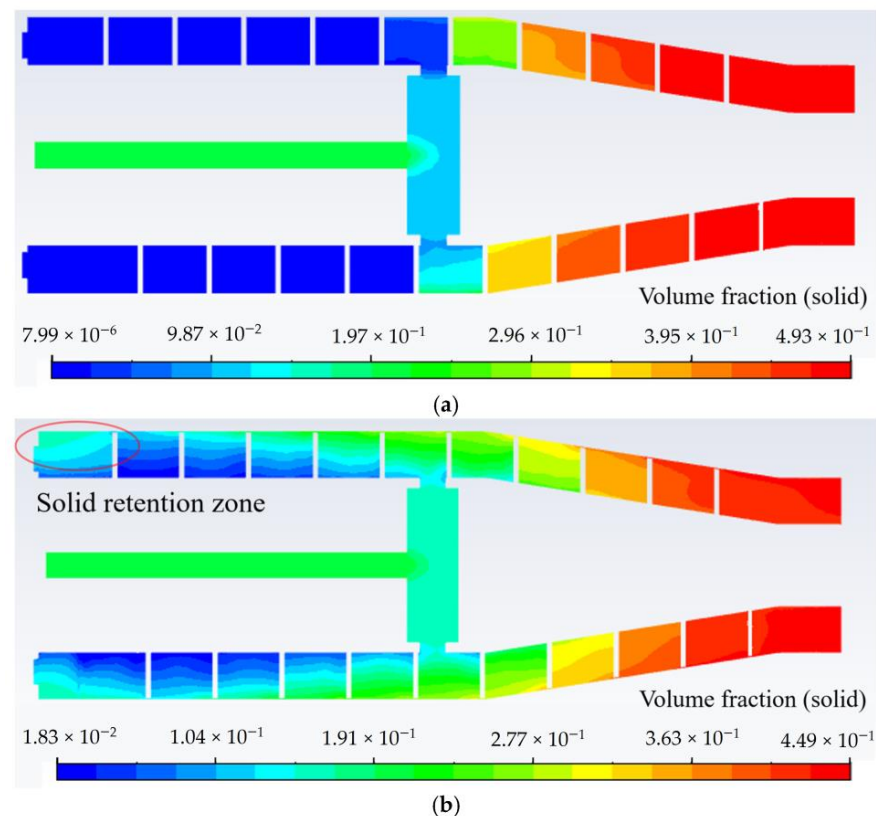 Volume fraction (solid)
7.99 × 10⁻⁶ 9.87 × 10⁻² 1.97 × 10⁻¹ 2.96 × 10⁻¹ 3.95 × 10⁻¹ 4.93 × 10⁻¹
(a)
Solid retention zone
Volume fraction (solid)
1.83 × 10⁻² 1.04 × 10⁻¹ 1.91 × 10⁻¹ 2.77 × 10⁻¹ 3.63 × 10⁻¹ 4.49 × 10⁻¹
(b)